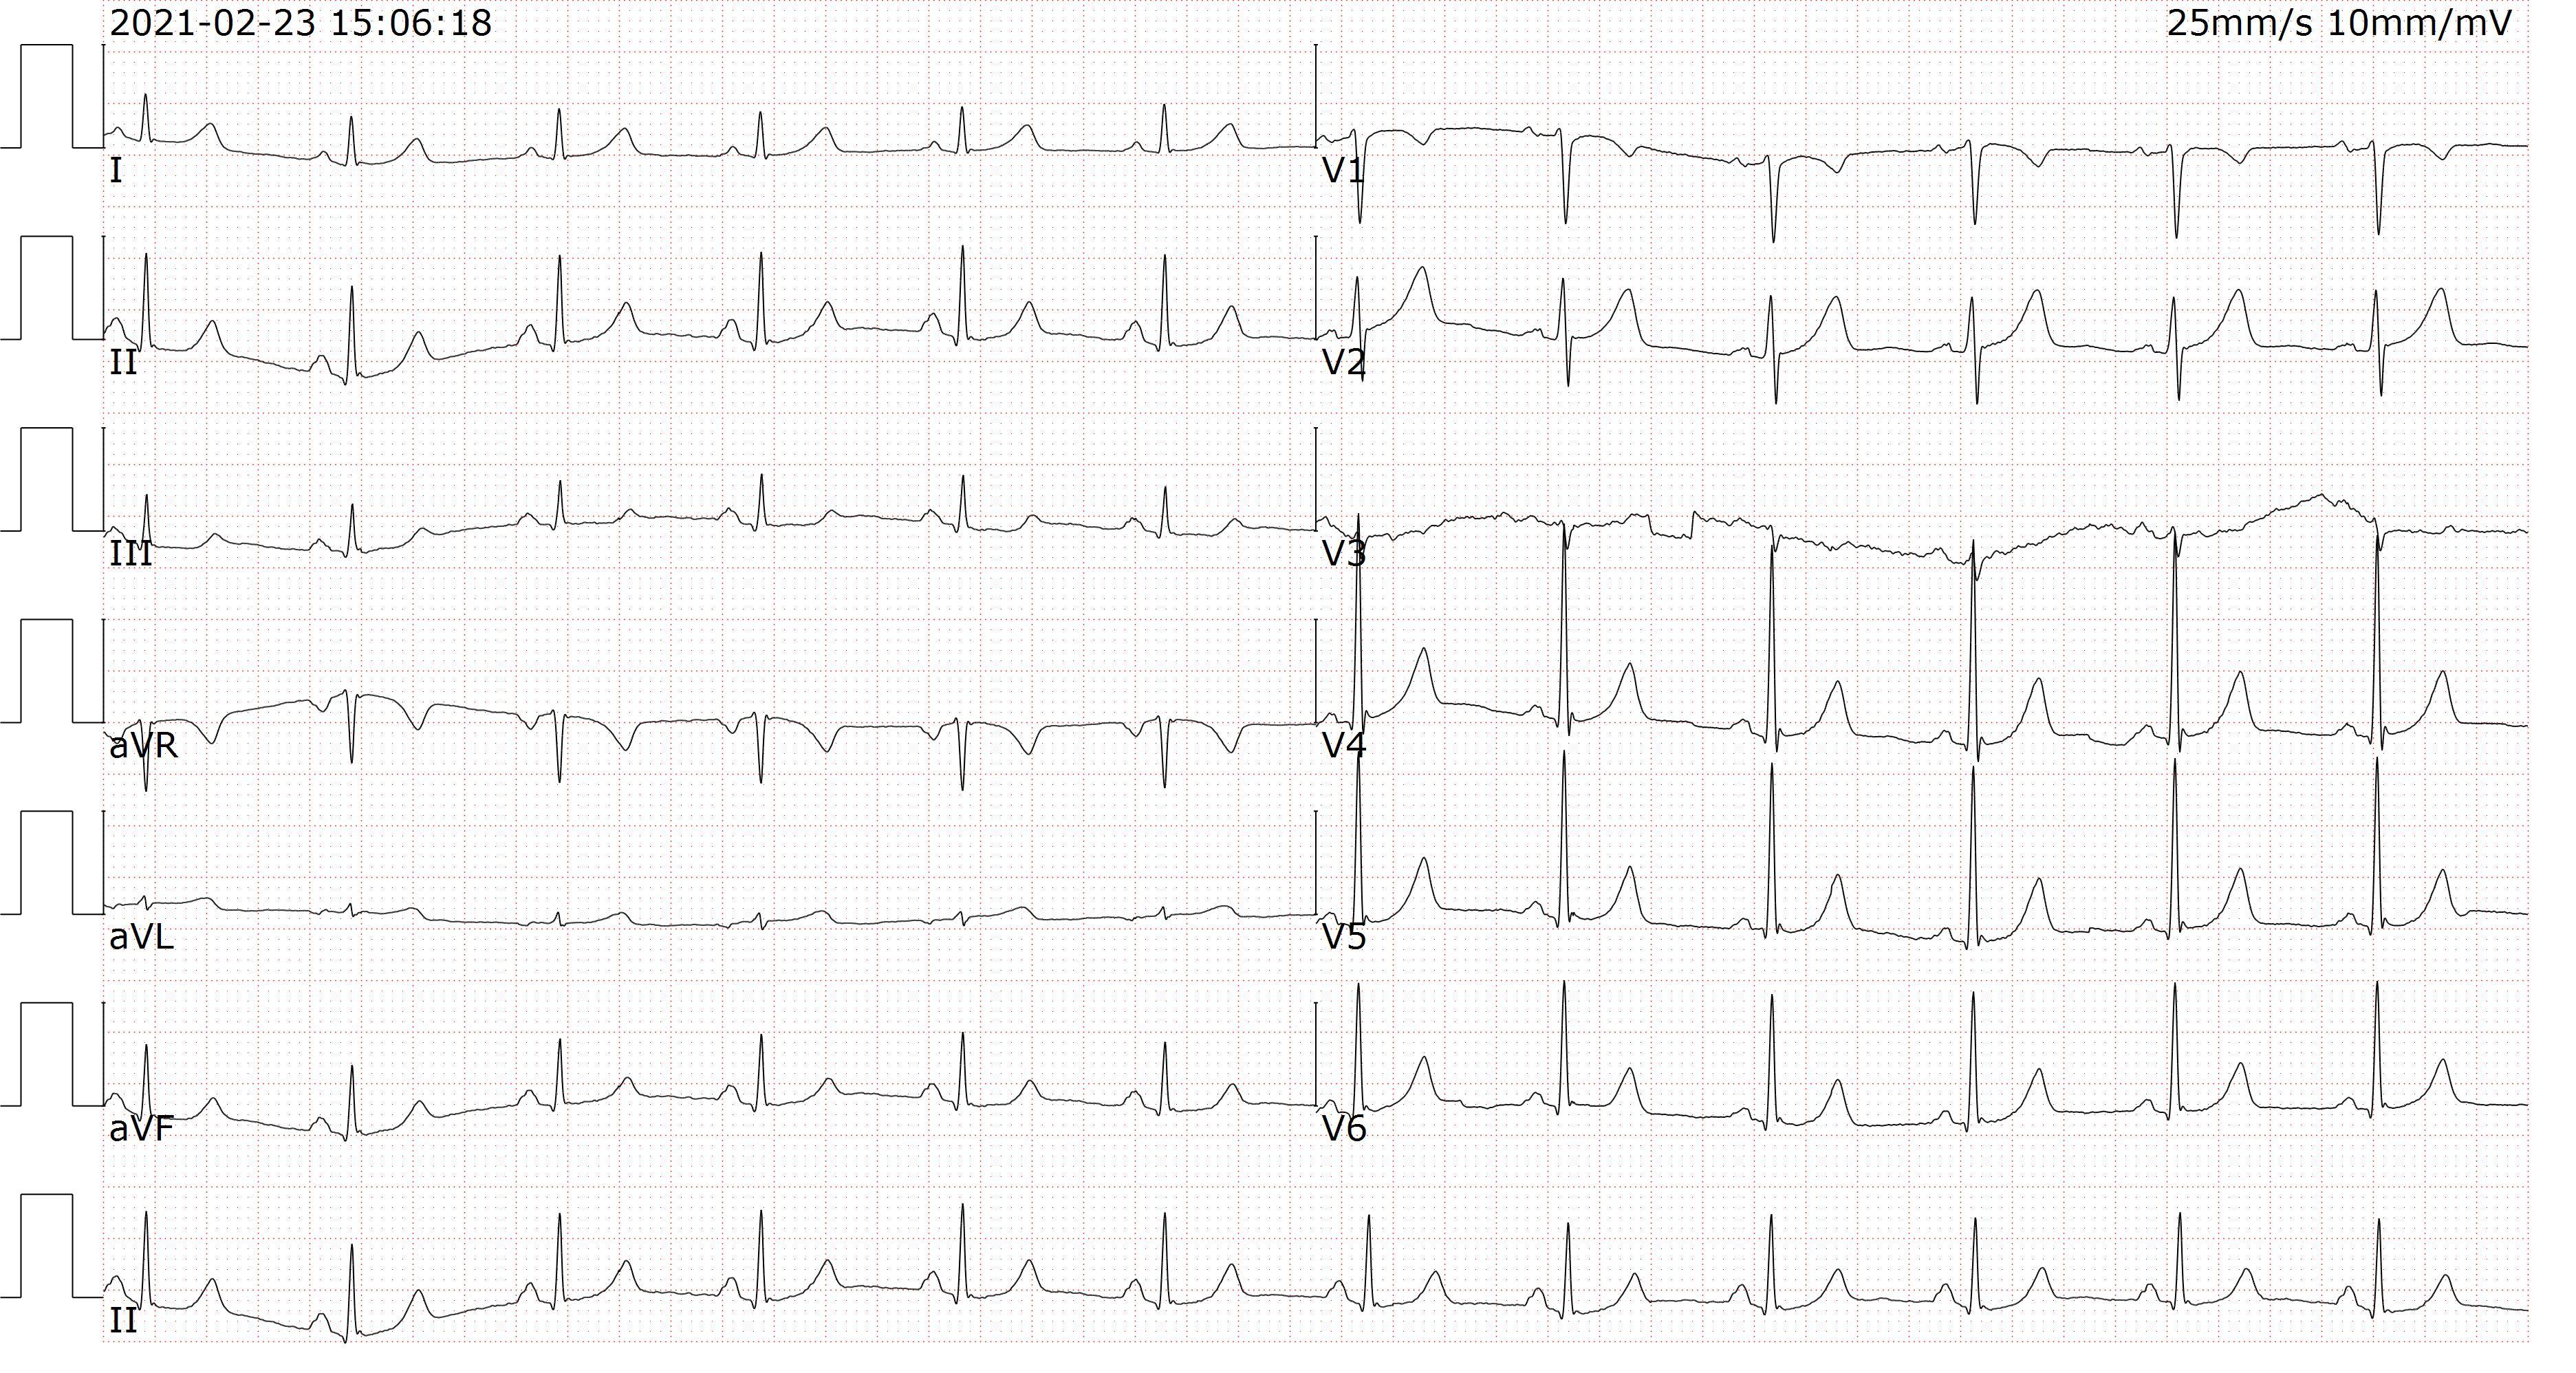 2021-02-23 15:06:18 25mm/s 10mm/mV
I V1
II V2
III V3
aVR V4
aVL V5
aVF V6
II